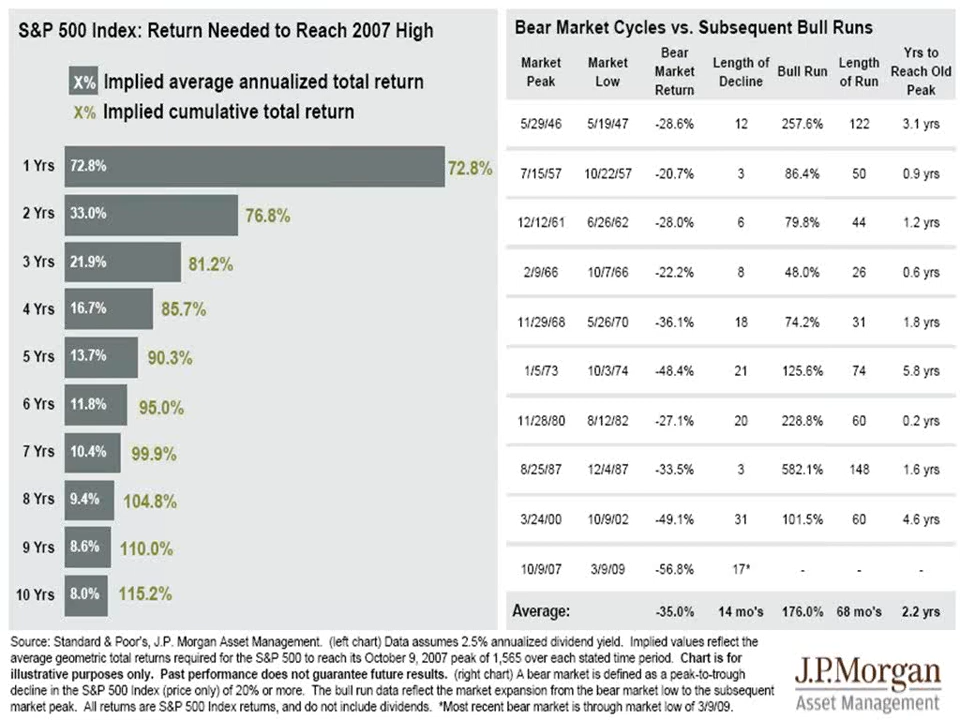 S&P 500 Index: Return Needed to Reach 2007 High
X% Implied average annualized total return
X% Implied cumulative total return
1 Yrs 72.8% 72.8%
2 Yrs 33.0% 76.8%
3 Yrs 21.9% 81.2%
4 Yrs 16.7% 85.7%
5 Yrs 13.7% 90.3%
6 Yrs 11.8% 95.0%
7 Yrs 10.4% 99.9%
8 Yrs 9.4% 104.8%
9 Yrs 8.6% 110.0%
10 Yrs 8.0% 115.2%
Bear Market Cycles vs. Subsequent Bull Runs
Market Peak Market Low Bear Market Return Length of Decline Bull Run Length of Run Yrs to Reach Old Peak
5/29/46 5/19/47 -28.6% 12 257.6% 122 3.1 yrs
7/15/57 10/22/57 -20.7% 3 86.4% 50 0.9 yrs
12/12/61 6/26/62 -28.0% 6 79.8% 44 1.2 yrs
2/9/66 10/7/66 -22.2% 8 48.0% 26 0.6 yrs
11/29/68 5/26/70 -36.1% 18 74.2% 31 1.8 yrs
1/5/73 10/3/74 -48.4% 21 125.6% 74 5.8 yrs
11/28/80 8/12/82 -27.1% 20 228.8% 60 0.2 yrs
8/25/87 12/4/87 -33.5% 3 582.1% 148 1.6 yrs
3/24/00 10/9/02 -49.1% 31 101.5% 60 4.6 yrs
10/9/07 3/9/09 -56.8% 17* - - -
Average: -35.0% 14 mo's 176.0% 68 mo's 2.2 yrs
Source: Standard & Poor's, J.P. Morgan Asset Management. (left chart) Data assumes 2.5% annualized dividend yield. Implied values reflect the
average geometric total returns required for the S&P 500 to reach its October 9, 2007 peak of 1,565 over each stated time period. Chart is for
illustrative purposes only. Past performance does not guarantee future results. (right chart) A bear market is defined as a peak-to-trough
decline in the S&P 500 Index (price only) of 20% or more. The bull run data reflect the market expansion from the bear market low to the subsequent
market peak. All returns are S&P 500 Index returns, and do not include dividends. *Most recent bear market is through market low of 3/9/09.
J.P.Morgan
Asset Management